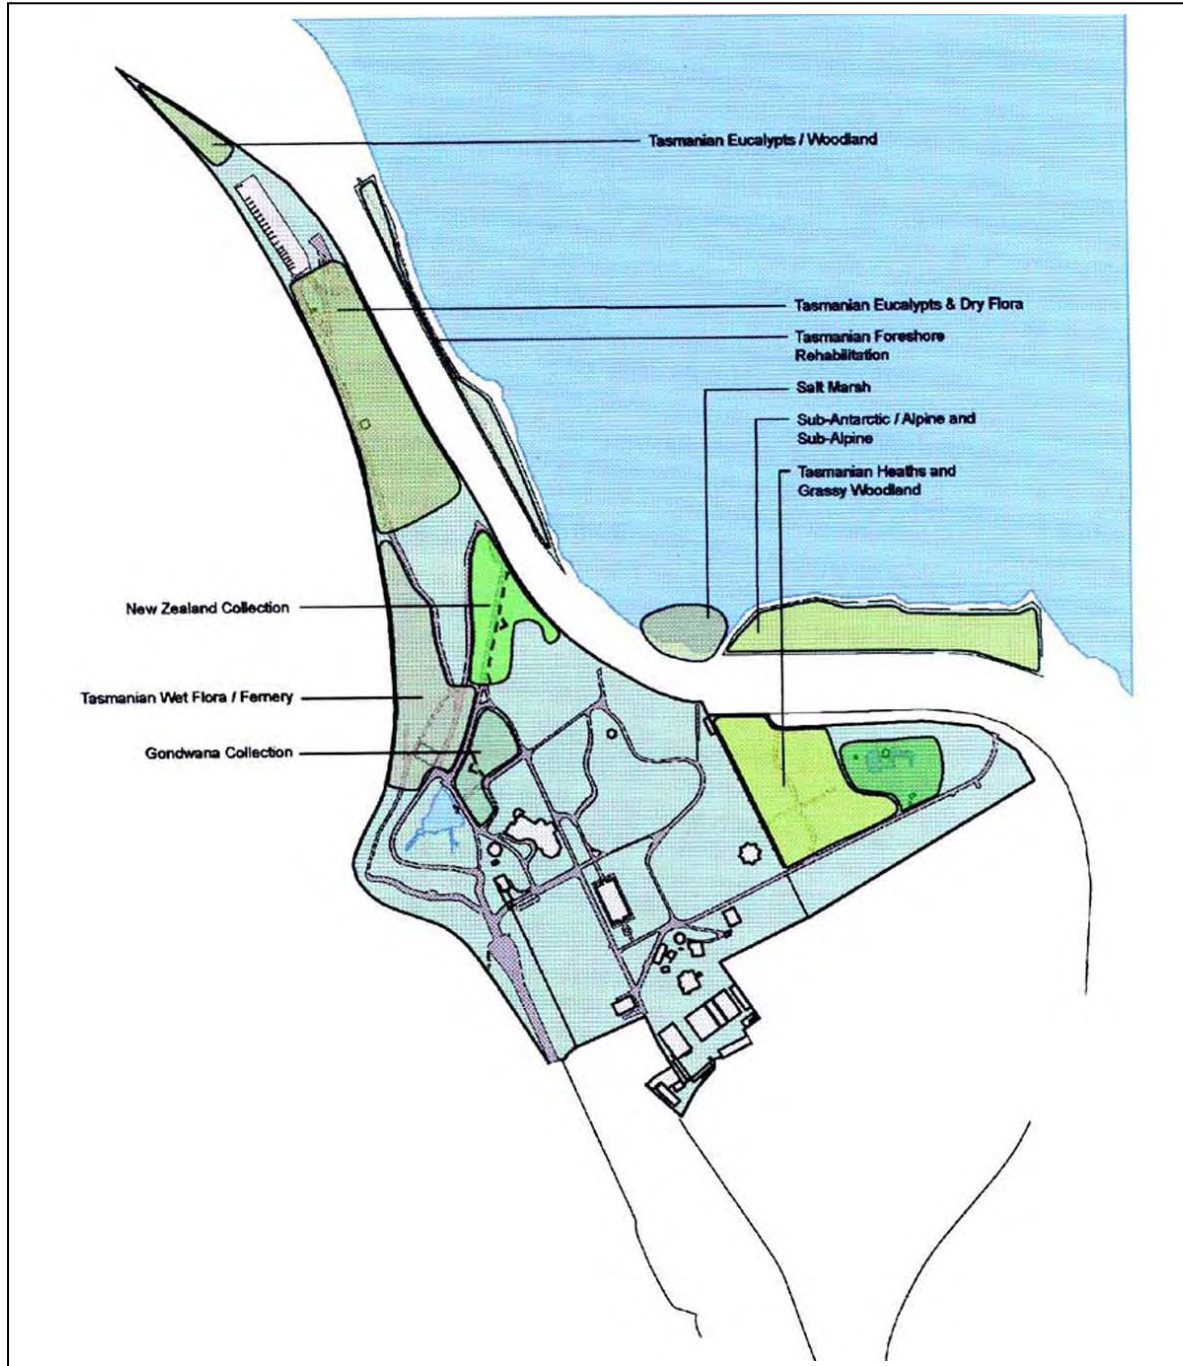 Tasmanian Eucalypts / Woodland
Tasmanian Eucalypts & Dry Flora
Tasmanian Foreshore
Rehabilitation
Salt Marsh
Sub-Antarctic / Alpine and
Sub-Alpine
Tasmanian Heaths and
Grassy Woodland
New Zealand Collection
Tasmanian Wet Flora / Fernery
Gondwana Collection